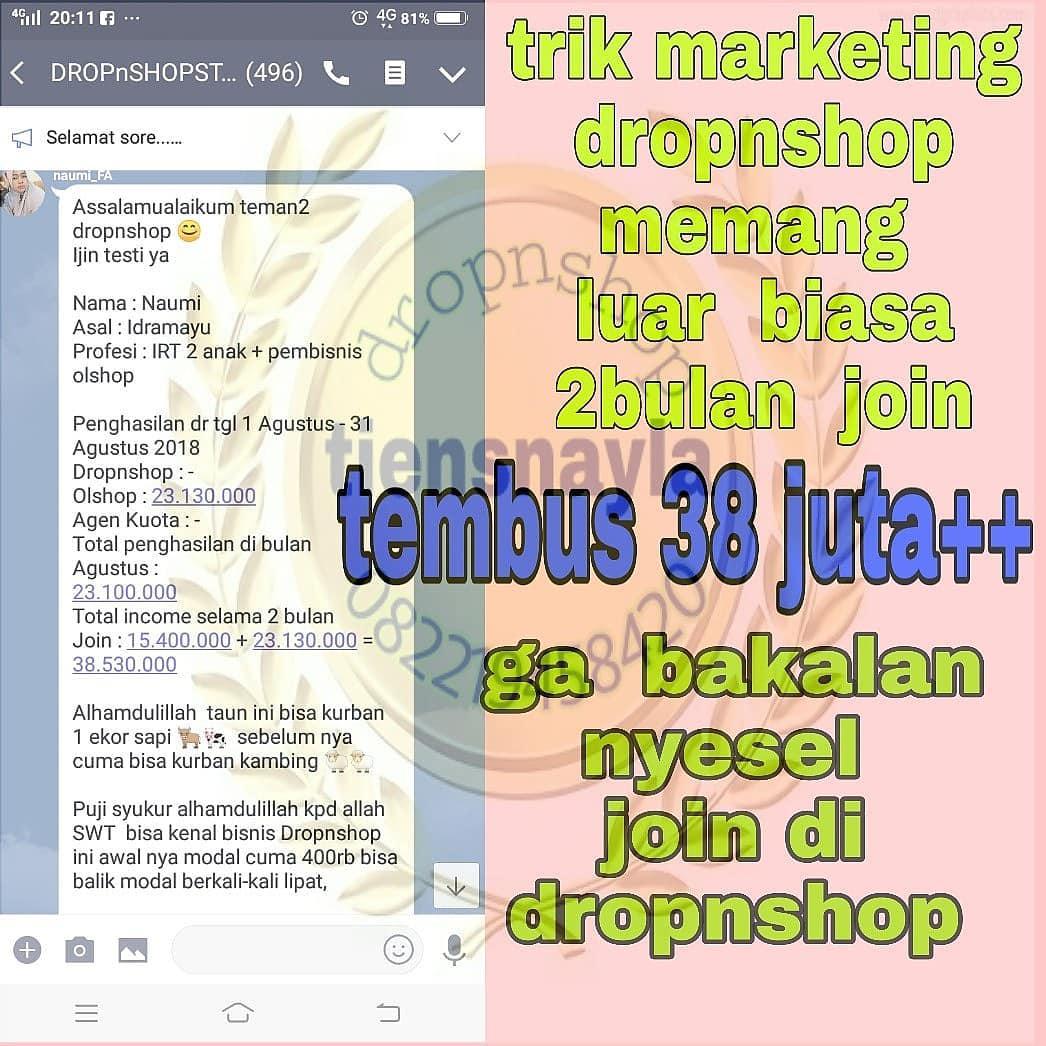 4G 20:11 ... 4G 81%
DROPnSHOPST... (496)
Selamat sore......
naumi_FA
Assalamualaikum teman2
dropnshop 😊
Ijin testi ya
Nama : Naumi
Asal : Idramayu
Profesi : IRT 2 anak + pembisnis
olshop
Penghasilan dr tgl 1 Agustus - 31
Agustus 2018
Dropnshop : -
Olshop : 23.130.000
Agen Kuota : -
Total penghasilan di bulan
Agustus :
23.100.000
Total income selama 2 bulan
Join : 15.400.000 + 23.130.000 =
38.530.000
Alhamdulillah taun ini bisa kurban
1 ekor sapi 🐂🐄 sebelum nya
cuma bisa kurban kambing 🐑🐑
Puji syukur alhamdulillah kpd allah
SWT bisa kenal bisnis Dropnshop
ini awal nya modal cuma 400rb bisa
balik modal berkali-kali lipat,
trik marketing
dropnshop
memang
luar biasa
2bulan join
tembus 38 juta++
ga bakalan
nyesel
join di
dropnshop
dropnshop
tiensnayla